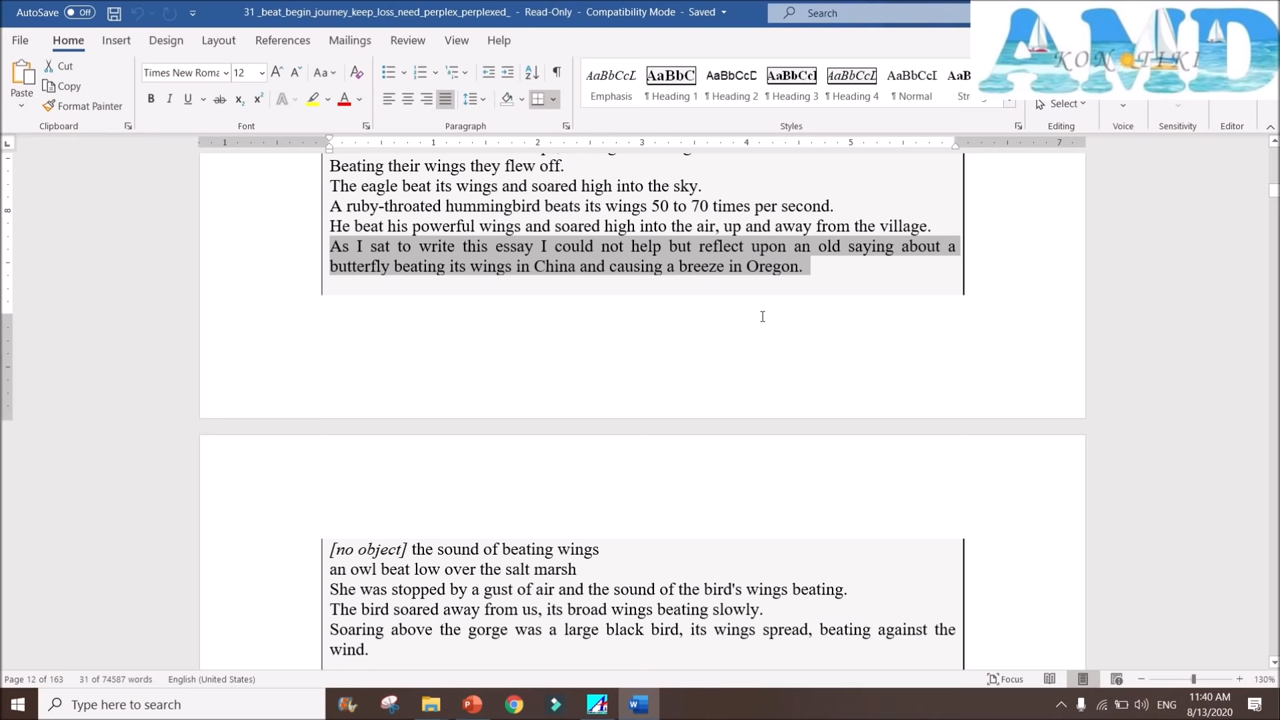 AutoSave Off 31 _beat_begin_journey_keep_loss_need_perplex_perplexed_ - Read-Only - Compatibility Mode - Saved Search
AMD
KON TIKI
File Home Insert Design Layout References Mailings Review View Help
Paste Cut Times New Roma 12 AaBbCcL AaBbC AaBbCcD AaBbCcI AaBbCcL AaBbCcD AaB
Copy Emphasis ¶ Heading 1 ¶ Heading 2 ¶ Heading 3 ¶ Heading 4 ¶ Normal Str
Format Painter Select
Clipboard Font Paragraph Styles Editing Voice Sensitivity Editor
1 1 2 3 4 5 7
Beating their wings they flew off.
The eagle beat its wings and soared high into the sky.
A ruby-throated hummingbird beats its wings 50 to 70 times per second.
He beat his powerful wings and soared high into the air, up and away from the village.
As I sat to write this essay I could not help but reflect upon an old saying about a
butterfly beating its wings in China and causing a breeze in Oregon.
[no object] the sound of beating wings
an owl beat low over the salt marsh
She was stopped by a gust of air and the sound of the bird's wings beating.
The bird soared away from us, its broad wings beating slowly.
Soaring above the gorge was a large black bird, its wings spread, beating against the
wind.
Page 12 of 163 31 of 74587 words English (United States) Focus 130%
Type here to search ENG 11:40 AM
8/13/2020